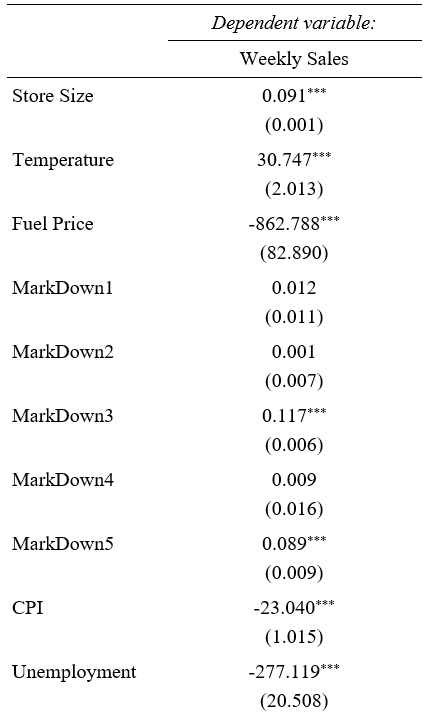 Dependent variable:
Weekly Sales
Store Size 0.091***
(0.001)
Temperature 30.747***
(2.013)
Fuel Price -862.788***
(82.890)
MarkDown1 0.012
(0.011)
MarkDown2 0.001
(0.007)
MarkDown3 0.117***
(0.006)
MarkDown4 0.009
(0.016)
MarkDown5 0.089***
(0.009)
CPI -23.040***
(1.015)
Unemployment -277.119***
(20.508)